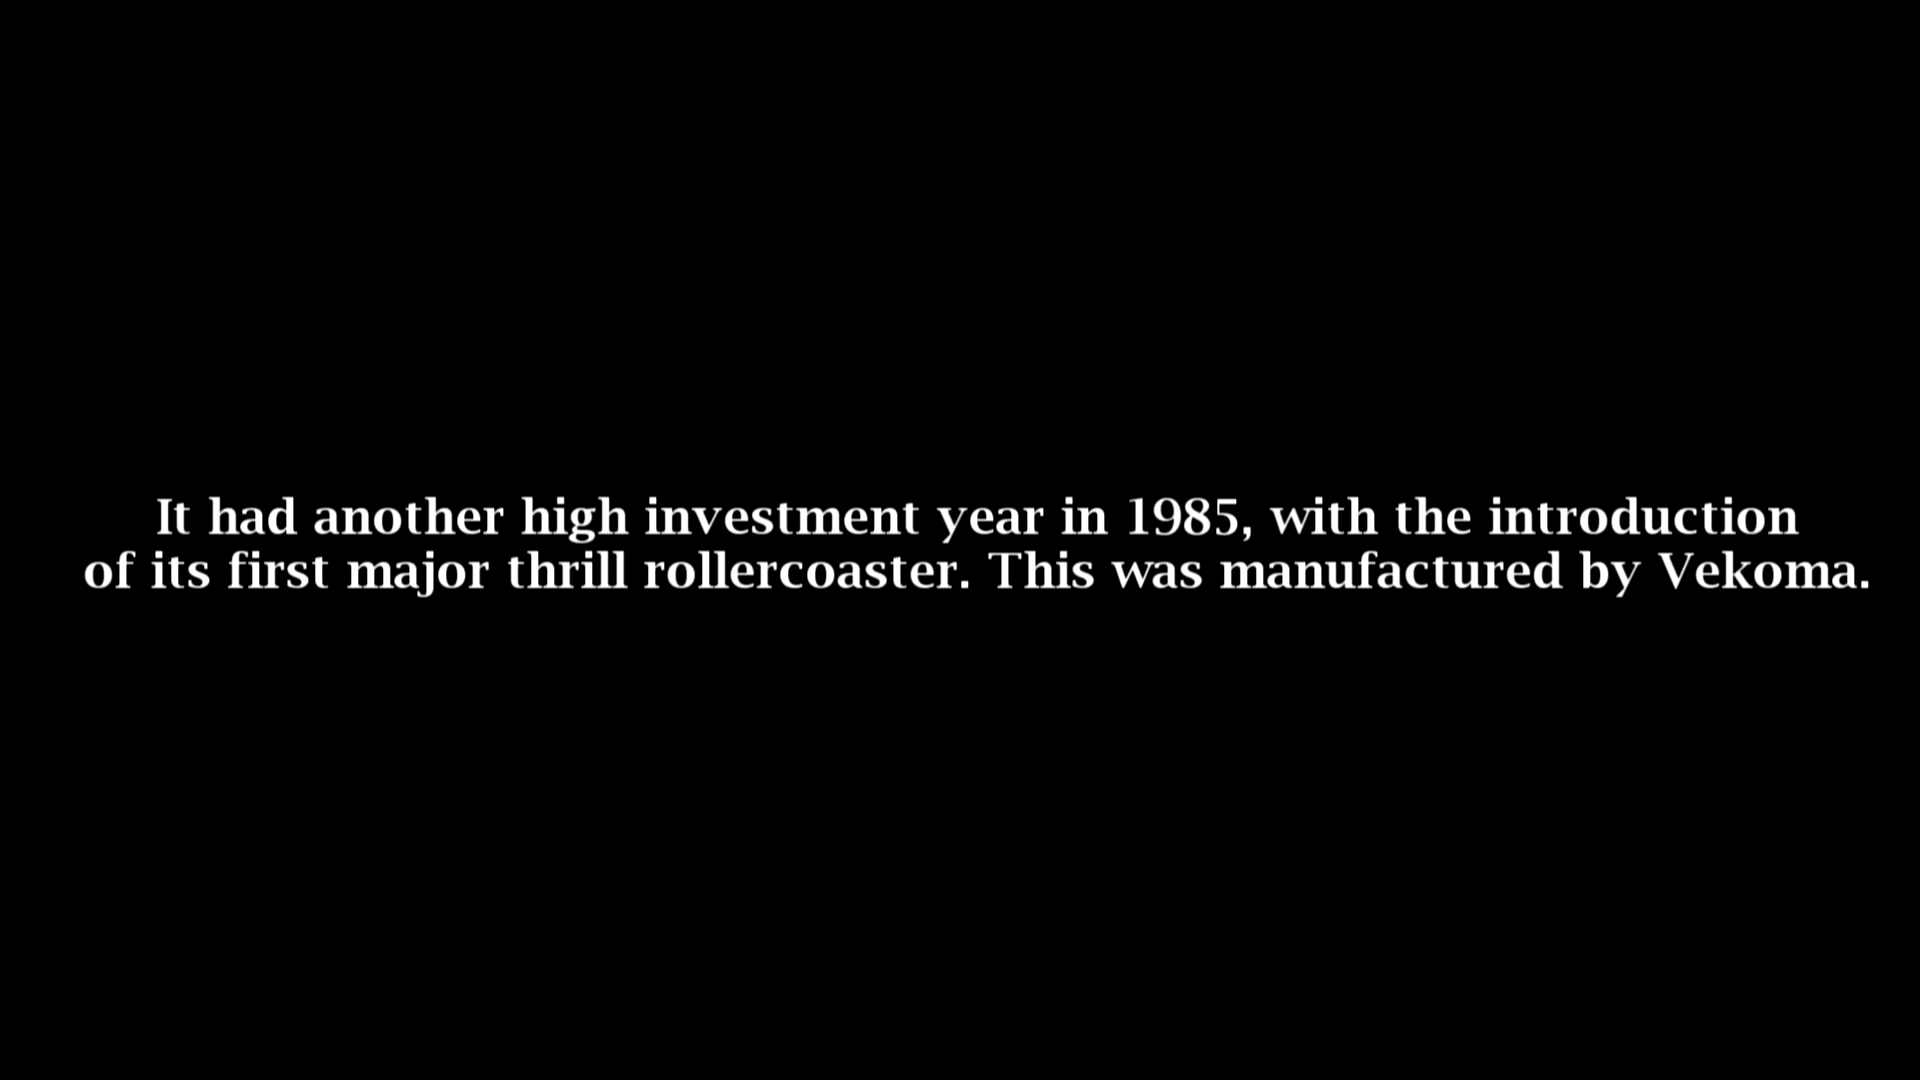 It had another high investment year in 1985, with the introduction
of its first major thrill rollercoaster. This was manufactured by Vekoma.